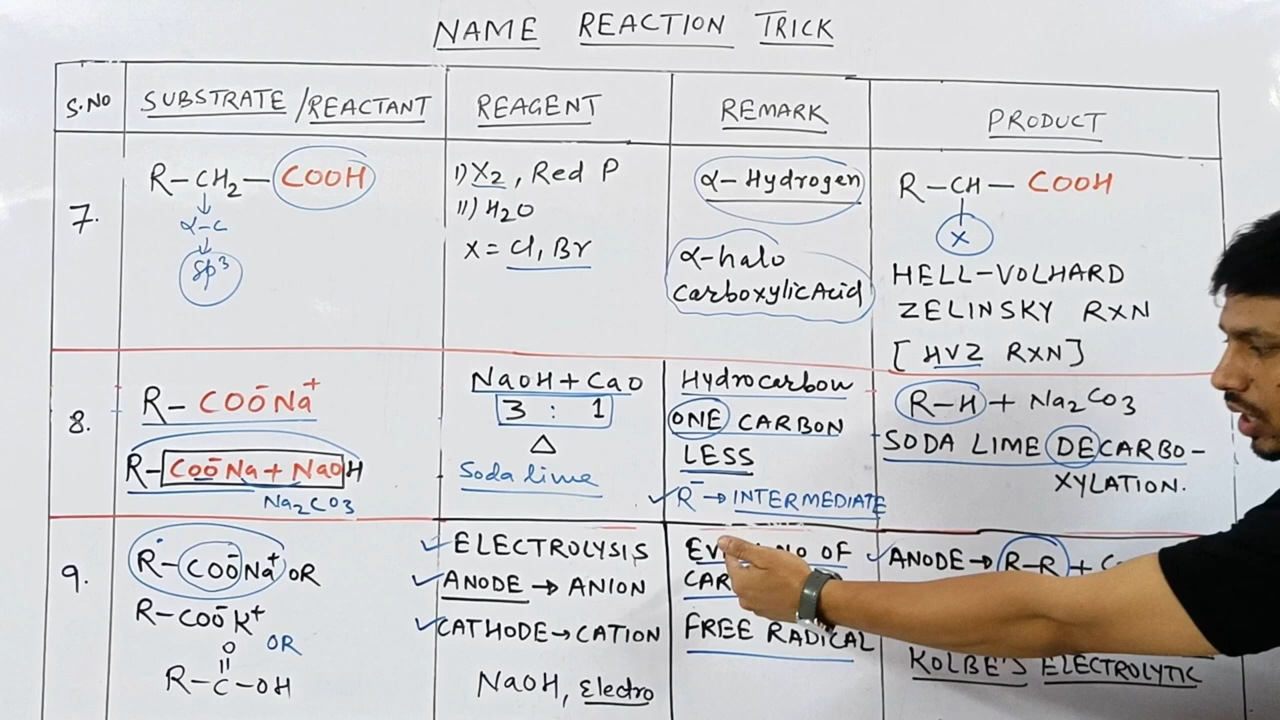 NAME REACTION TRICK
S.NO
SUBSTRATE/REACTANT
REAGENT
REMARK
PRODUCT
7.
R-CH2-COOH
↓
α-C
↓
sp³
I) X2, Red P
II) H2O
X = Cl, Br
α-Hydrogen
α-halo
CarboxylicAcid
R-CH-COOH
X
HELL-VOLHARD
ZELINSKY RXN
[HVZ RXN]
8.
R-COO⁻Na⁺
R-COO⁻Na + NaOH
Na2CO3
NaOH + CaO
3 : 1
Δ
Soda lime
Hydrocarbon
ONE CARBON
LESS
R⁻→INTERMEDIATE
R-H + Na2CO3
SODA LIME DECARBO-
XYLATION.
9.
R-COO⁻Na⁺ OR
R-COO⁻K⁺
OR
O
R-C-OH
ELECTROLYSIS
ANODE → ANION
CATHODE → CATION
NaOH, Electro
OF
FREE RADICAL
ANODE → R-R +
KOLBE'S ELECTROLYTIC